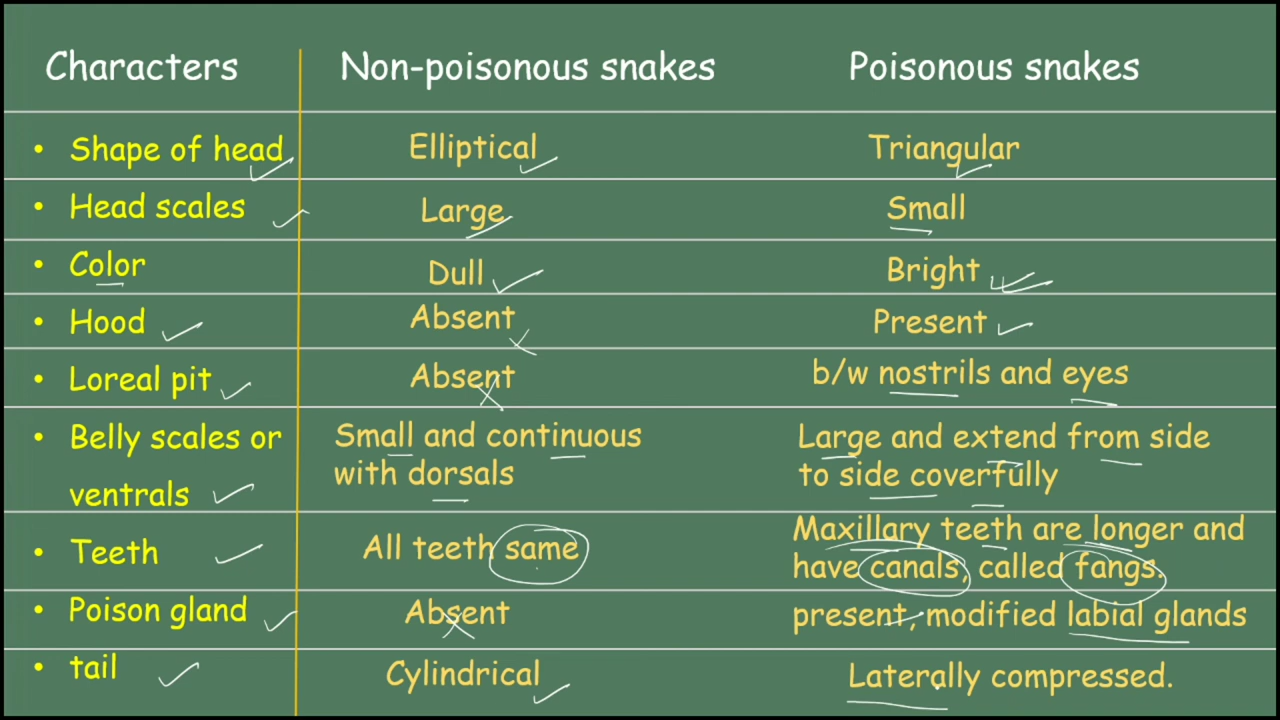 Characters Non-poisonous snakes Poisonous snakes
• Shape of head Elliptical Triangular
• Head scales Large Small
• Color Dull Bright
• Hood Absent Present
• Loreal pit Absent b/w nostrils and eyes
• Belly scales or Small and continuous Large and extend from side
ventrals with dorsals to side coverfully
• Teeth All teeth same Maxillary teeth are longer and
have canals, called fangs.
• Poison gland Absent present, modified labial glands
• tail Cylindrical Laterally compressed.